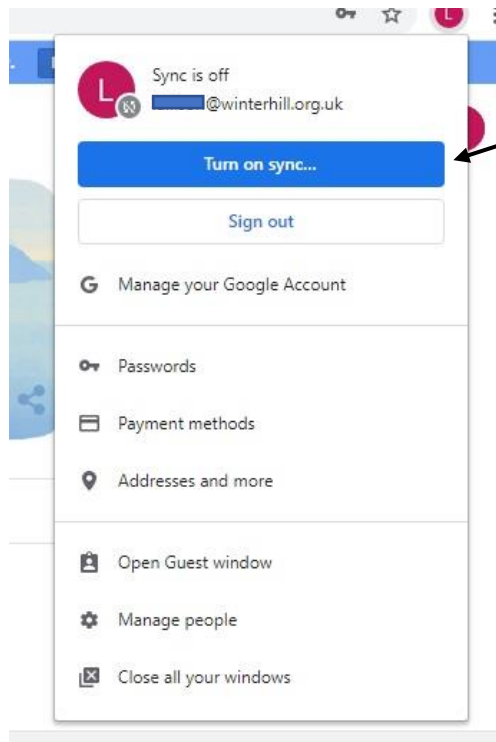 L
L
Sync is off
@winterhill.org.uk
Turn on sync...
Sign out
G Manage your Google Account
Passwords
Payment methods
Addresses and more
Open Guest window
Manage people
Close all your windows